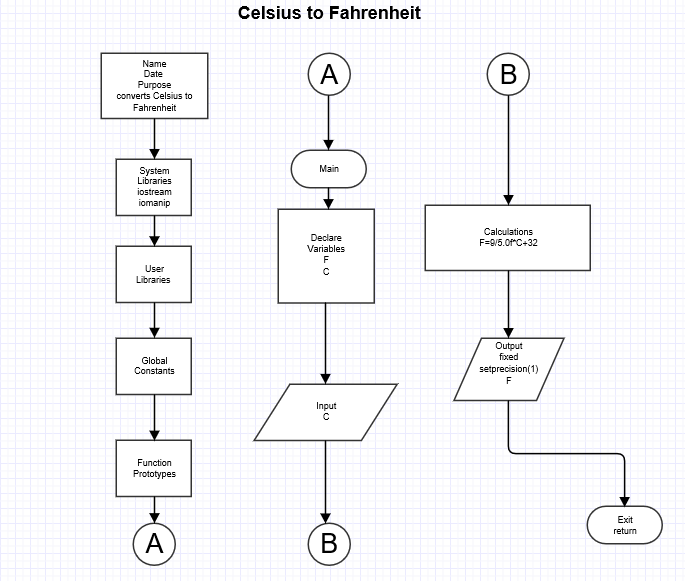 Celsius to Fahrenheit
Name
Date
Purpose
converts Celsius to
Fahrenheit
System
Libraries
iostream
iomanip
User
Libraries
Global
Constants
Function
Prototypes
A
A
Main
Declare
Variables
F
C
Input
C
B
B
Calculations
F=9/5.0f*C+32
Output
fixed
setprecision(1)
F
Exit
return